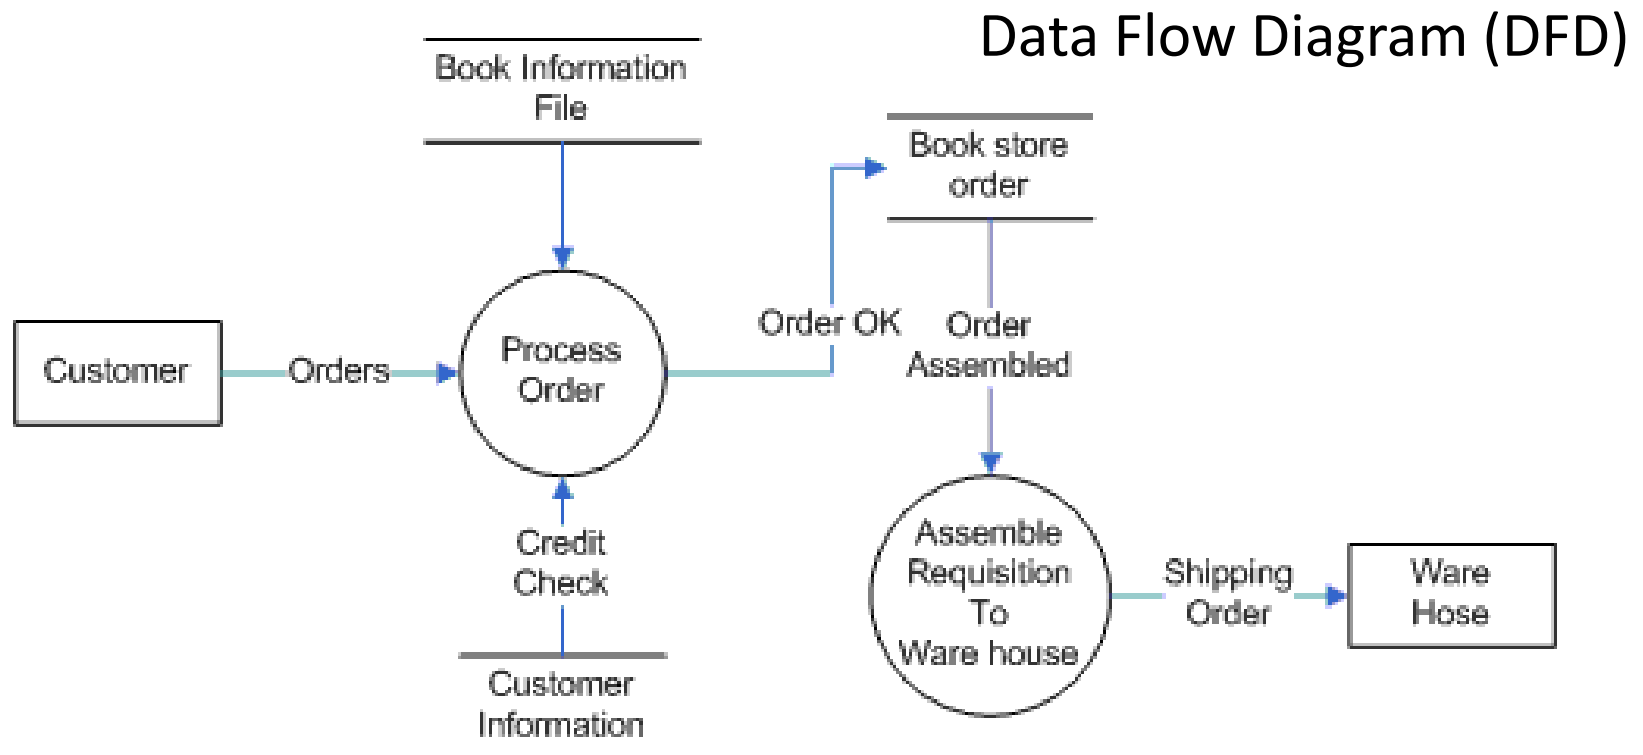 Data Flow Diagram (DFD)
Book Information
File
Book store
order
Order OK
Order
Assembled
Customer
Orders
Process
Order
Credit
Check
Customer
Information
Assemble
Requisition
To
Ware house
Shipping
Order
Ware
Hose